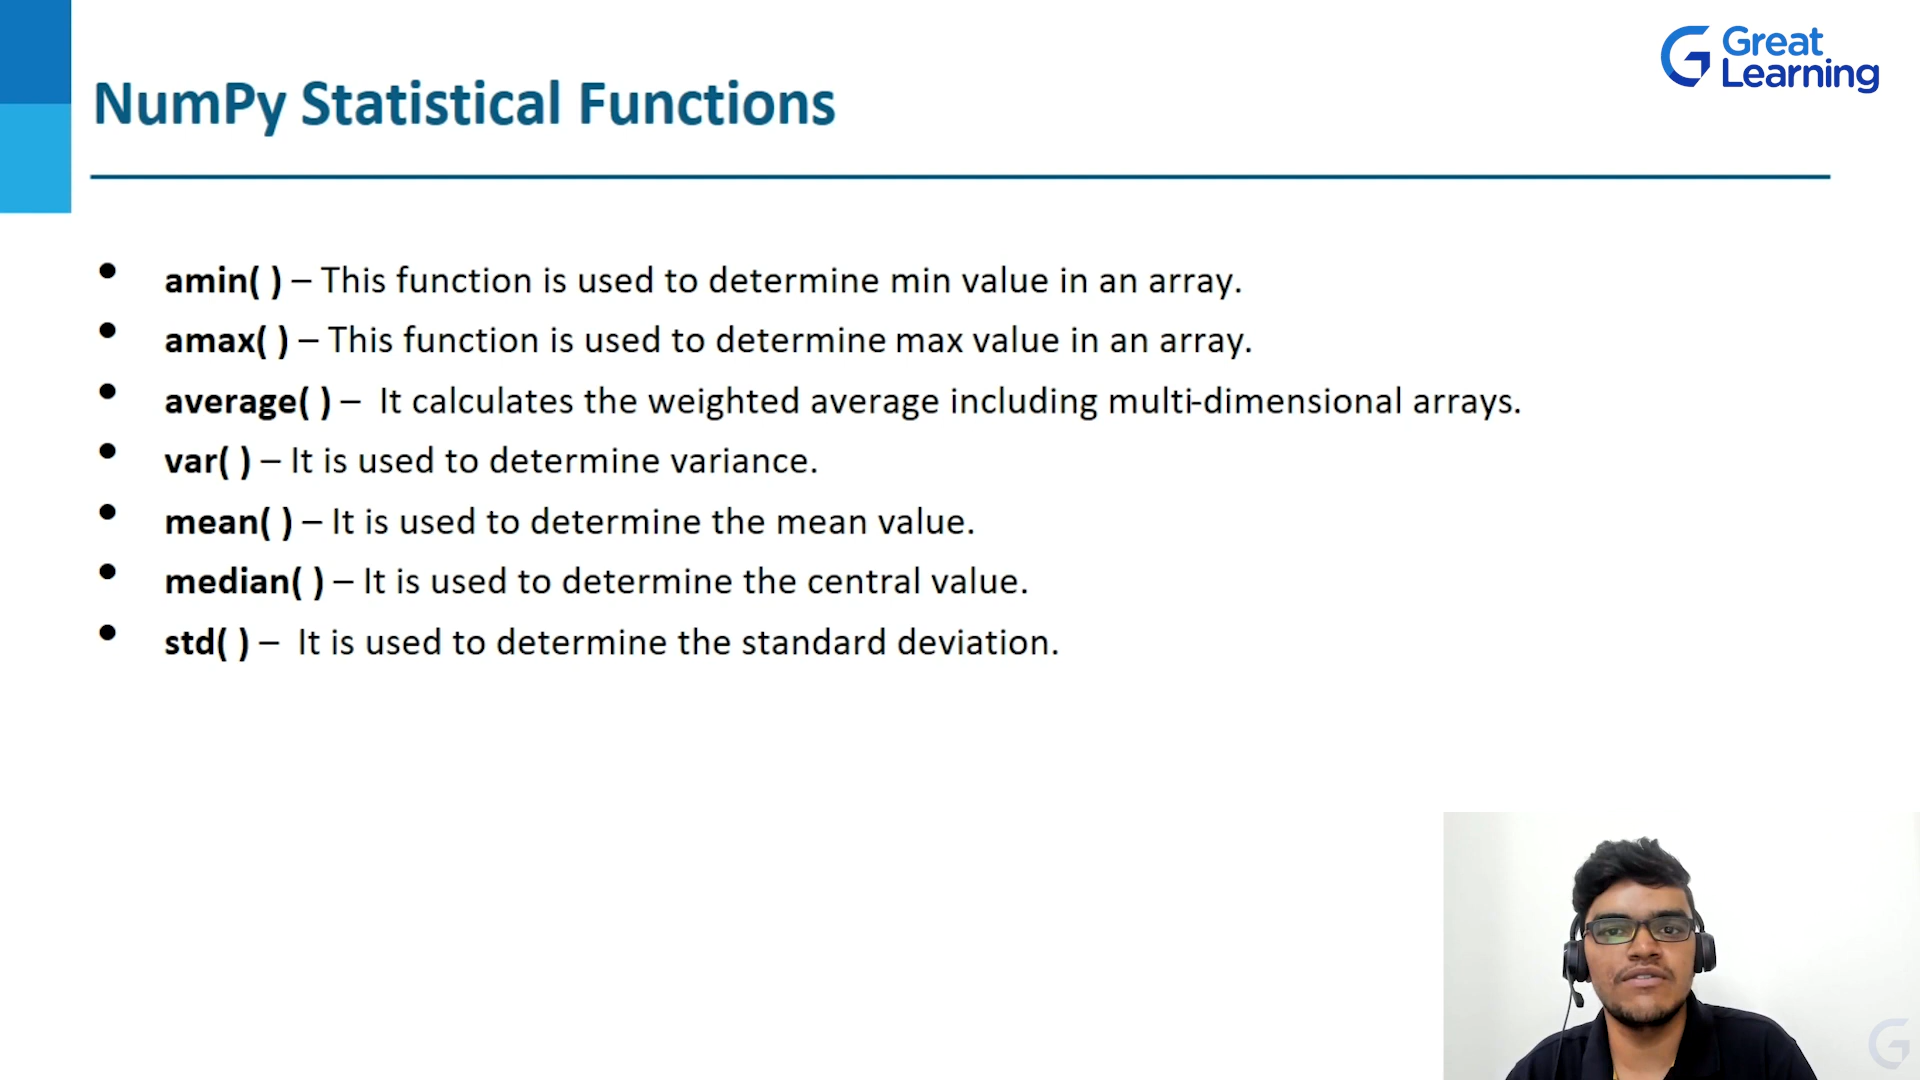 Great
Learning
NumPy Statistical Functions
• amin( ) – This function is used to determine min value in an array.
• amax( ) – This function is used to determine max value in an array.
• average( ) –  It calculates the weighted average including multi-dimensional arrays.
• var( ) – It is used to determine variance.
• mean( ) – It is used to determine the mean value.
• median( ) – It is used to determine the central value.
• std( ) –  It is used to determine the standard deviation.